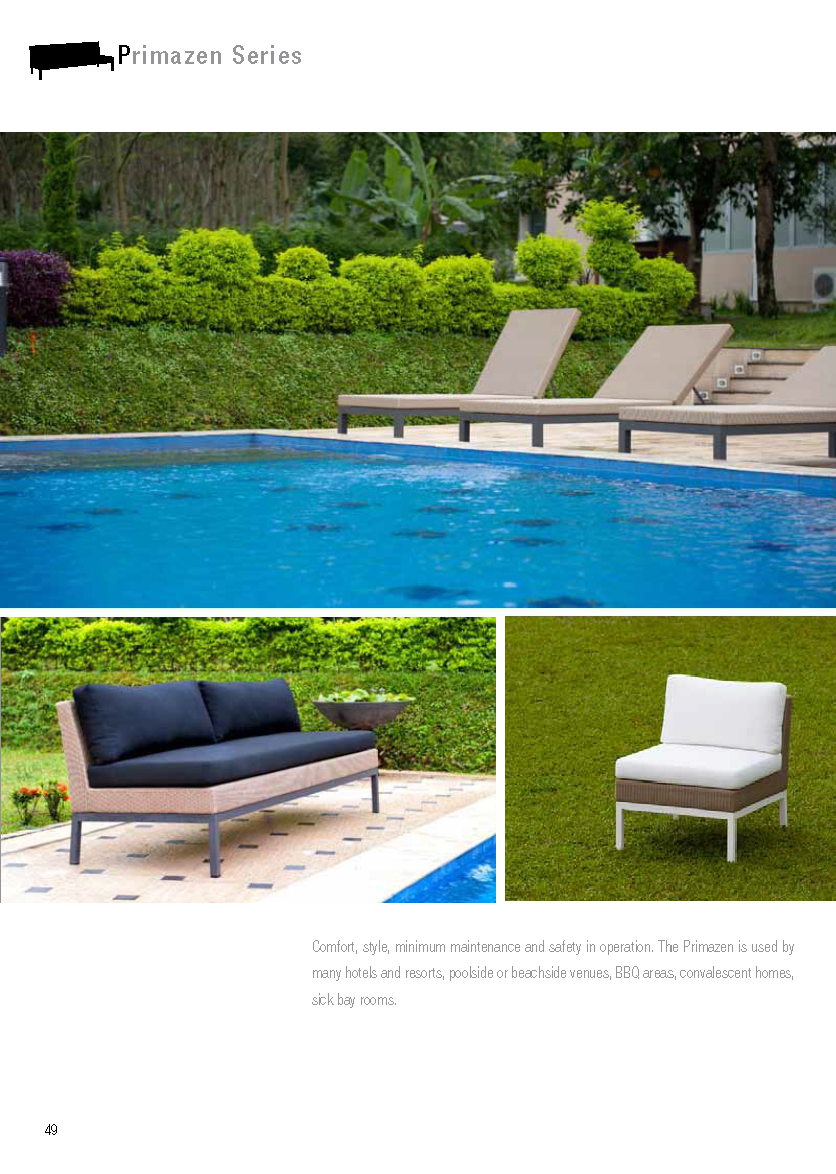 Primazen Series
Comfort, style, minimum maintenance and safety in operation. The Primazen is used by
many hotels and resorts, poolside or beachside venues, BBQ areas, convalescent homes,
sick bay rooms.
49